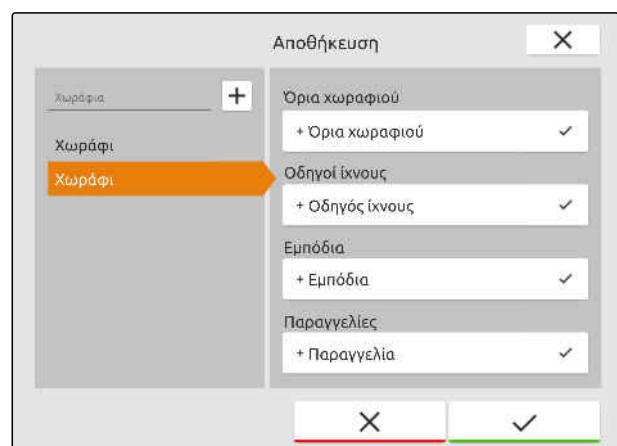 Αποθήκευση
Χωράφια
Χωράφι
Χωράφι
Όρια χωραφιού
+ Όρια χωραφιού
Οδηγοί ίχνους
+ Οδηγός ίχνους
Εμπόδια
+ Εμπόδια
Παραγγελίες
+ Παραγγελία